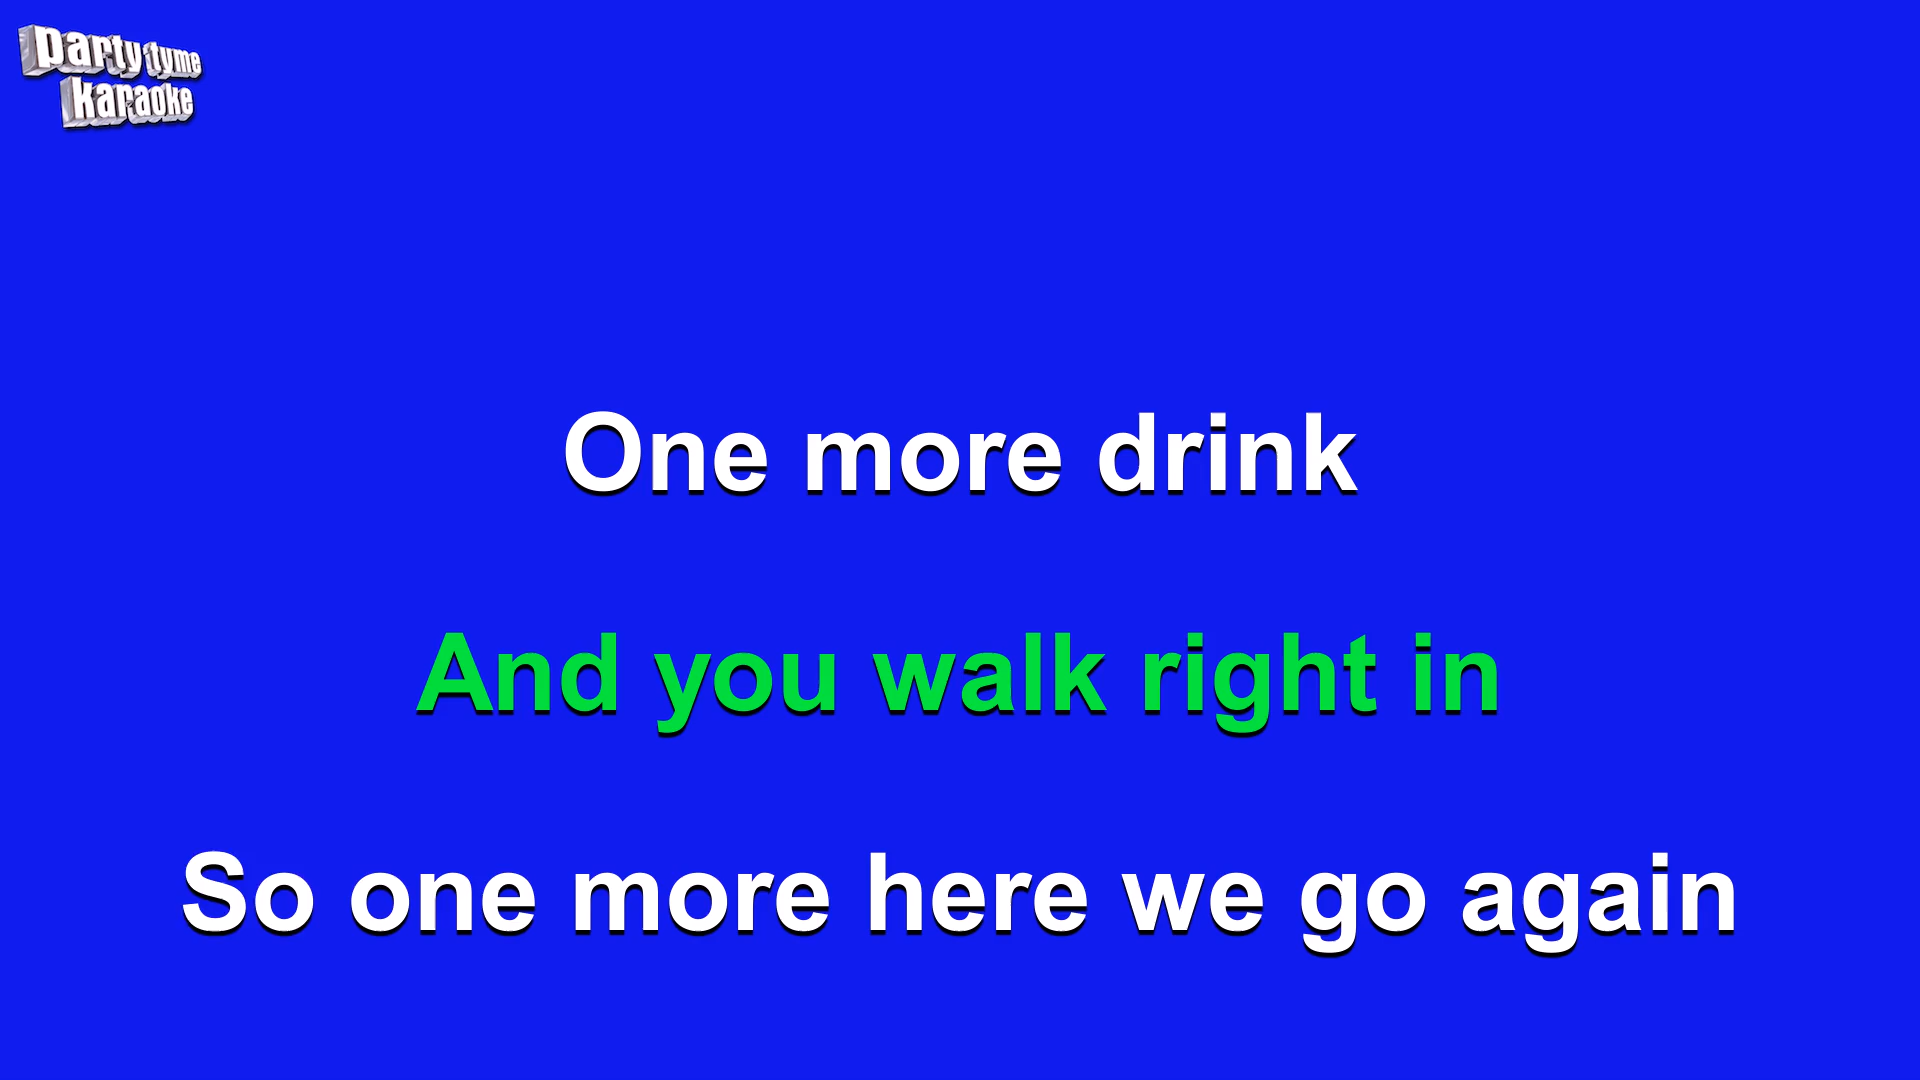 party tyme
karaoke
One more drink
And you walk right in
So one more here we go again